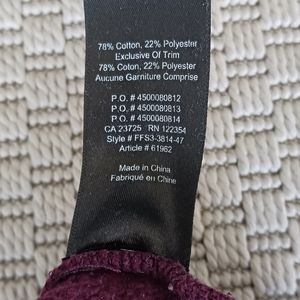 78% Cotton, 22% Polyester
Exclusive Of Trim
78% Coton, 22% Polyester
Aucune Garniture Comprise
P.O. # 4500080812
P.O. # 4500080813
P.O. # 4500080814
CA 23725 RN 122354
Style # FFS3-3814-47
Article # 61962
Made in China
Fabriqué en Chine